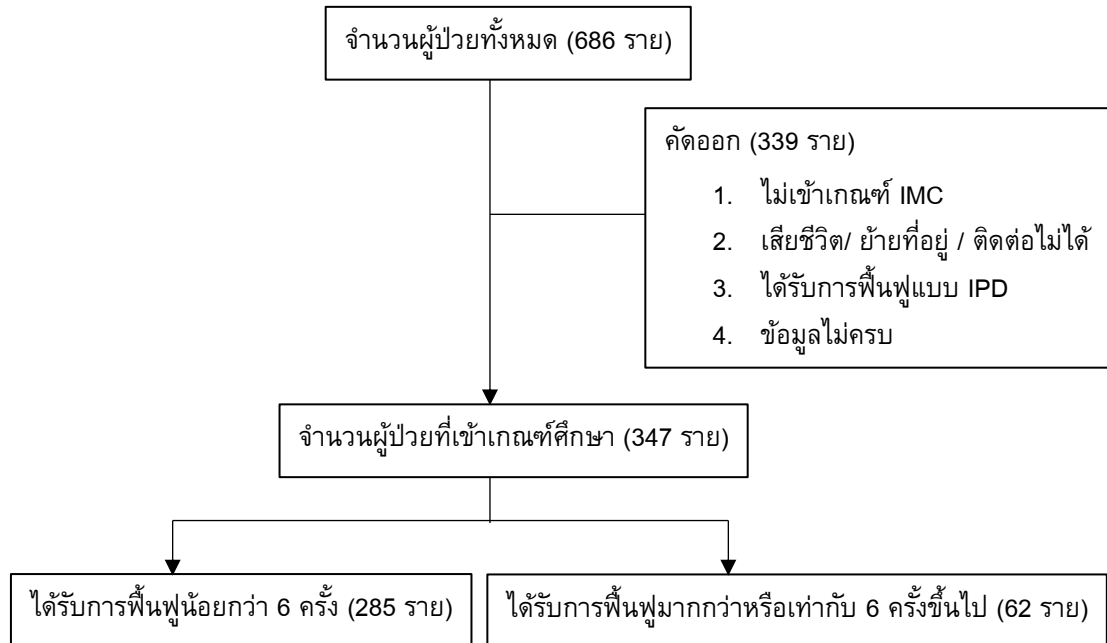 จำนวนผู้ป่วยทั้งหมด (686 ราย)
คัดออก (339 ราย)
1. ไม่เข้าเกณฑ์ IMC
2. เสียชีวิต/ ย้ายที่อยู่ / ติดต่อไม่ได้
3. ได้รับการฟื้นฟูแบบ IPD
4. ข้อมูลไม่ครบ
จำนวนผู้ป่วยที่เข้าเกณฑ์ศึกษา (347 ราย)
ได้รับการฟื้นฟูน้อยกว่า 6 ครั้ง (285 ราย)
ได้รับการฟื้นฟูมากกว่าหรือเท่ากับ 6 ครั้งขึ้นไป (62 ราย)